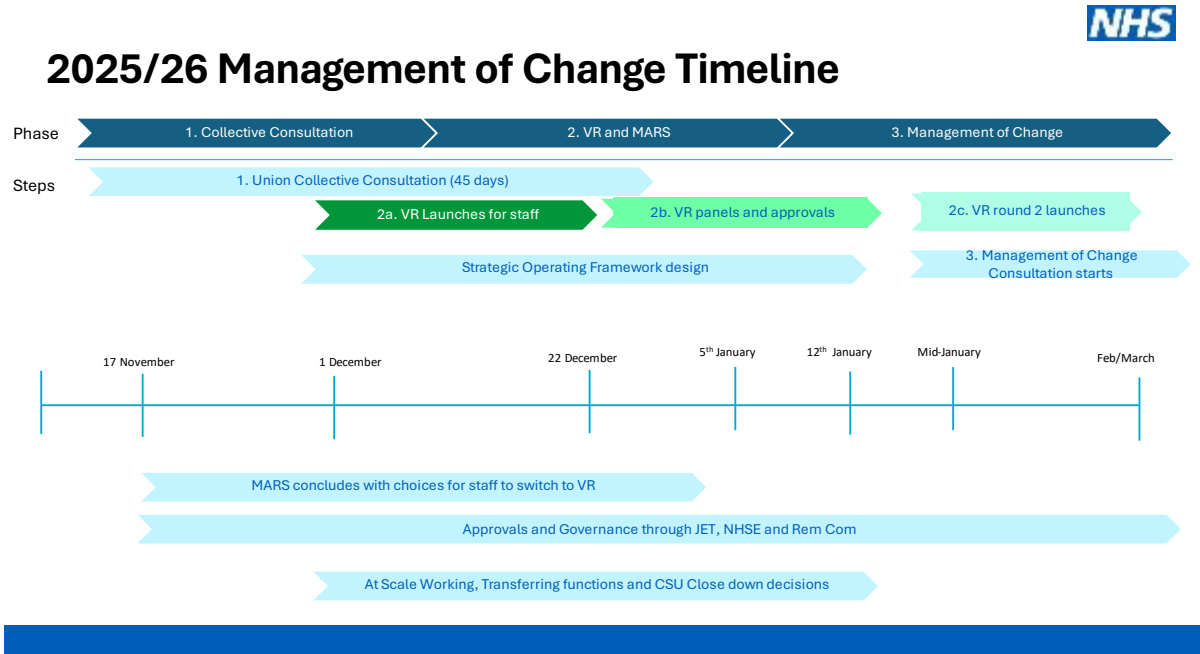 NHS
2025/26 Management of Change Timeline
Phase
1. Collective Consultation
2. VR and MARS
3. Management of Change
Steps
1. Union Collective Consultation (45 days)
2a. VR Launches for staff
2b. VR panels and approvals
2c. VR round 2 launches
Strategic Operating Framework design
3. Management of Change
Consultation starts
17 November
1 December
22 December
5th January
12th January
Mid-January
Feb/March
MARS concludes with choices for staff to switch to VR
Approvals and Governance through JET, NHSE and Rem Com
At Scale Working, Transferring functions and CSU Close down decisions